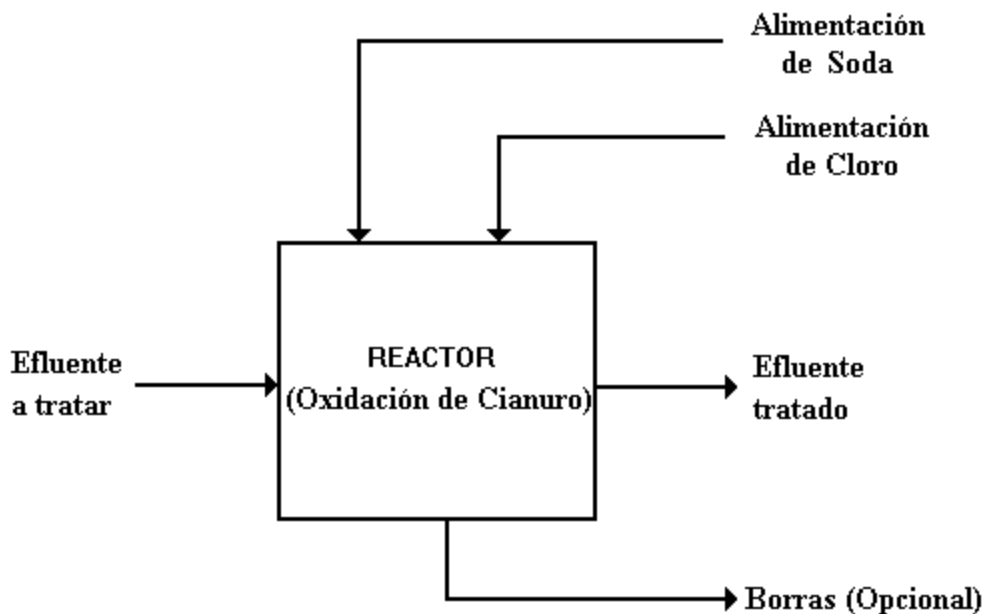 Alimentación
de Soda
Alimentación
de Cloro
Efluente
a tratar
REACTOR
(Oxidación de Cianuro)
Efluente
tratado
Borras (Opcional)